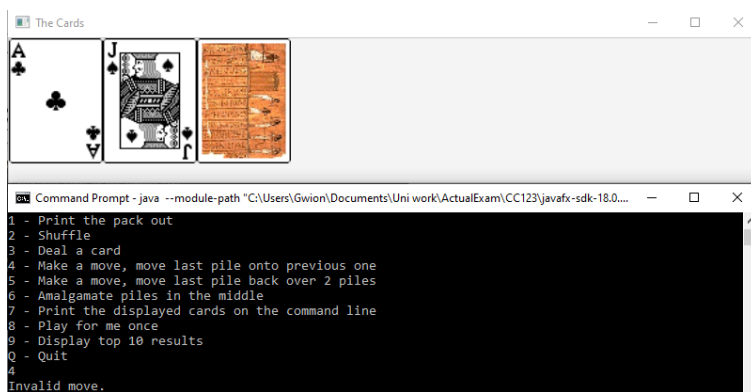 The Cards
A
J
A
J
Command Prompt - java --module-path "C:\Users\Gwion\Documents\Uni work\ActualExam\CC123\javafx-sdk-18.0....
1 - Print the pack out
2 - Shuffle
3 - Deal a card
4 - Make a move, move last pile onto previous one
5 - Make a move, move last pile back over 2 piles
6 - Amalgamate piles in the middle
7 - Print the displayed cards on the command line
8 - Play for me once
9 - Display top 10 results
Q - Quit
4
Invalid move.